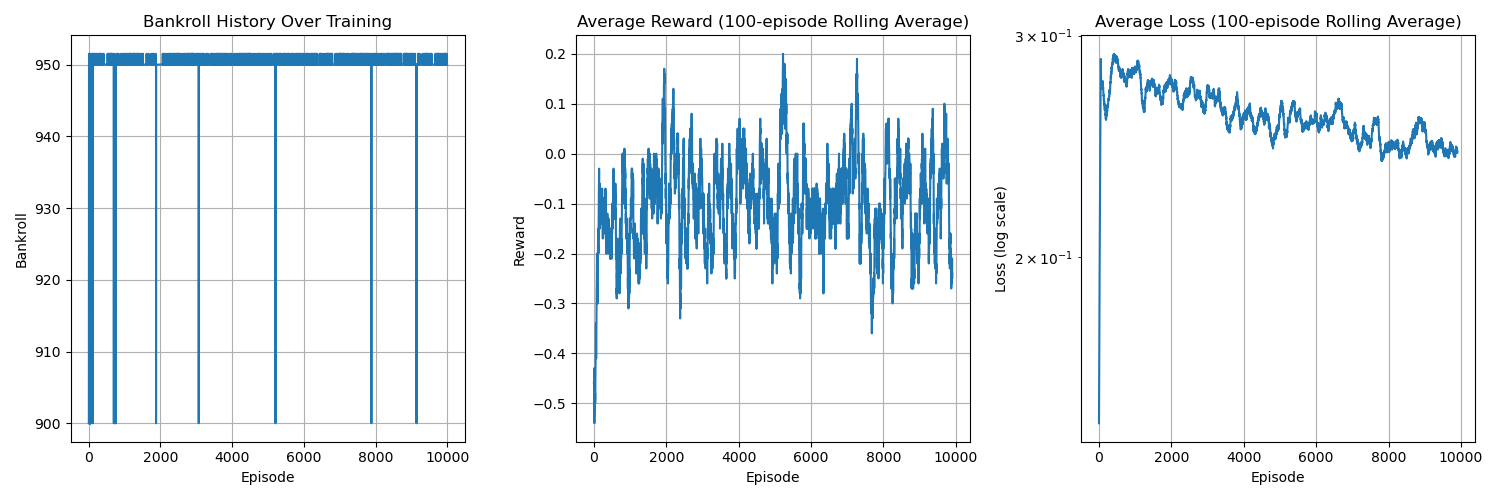 Bankroll History Over Training
950
940
930
920
910
900
Bankroll
0
2000
4000
6000
8000
10000
Episode
Average Reward (100-episode Rolling Average)
0.2
0.1
0.0
−0.1
−0.2
−0.3
−0.4
−0.5
Reward
0
2000
4000
6000
8000
10000
Episode
Average Loss (100-episode Rolling Average)
3 × 10⁻¹
2 × 10⁻¹
Loss (log scale)
0
2000
4000
6000
8000
10000
Episode